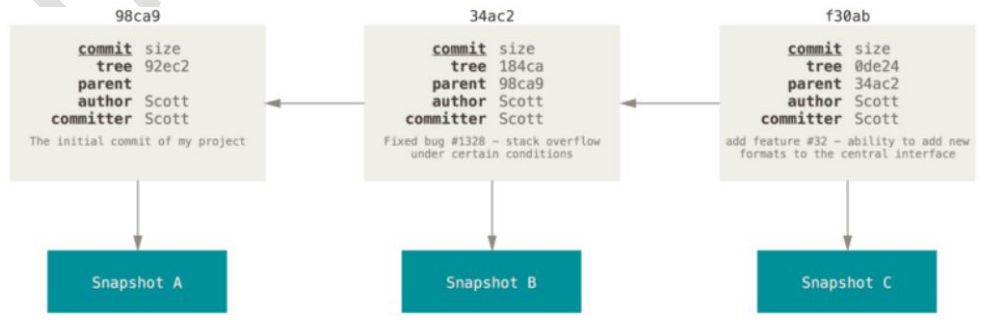 98ca9
commit size
tree 92ec2
parent
author Scott
committer Scott
The initial commit of my project
Snapshot A
34ac2
commit size
tree 184ca
parent 98ca9
author Scott
committer Scott
Fixed bug #1328 – stack overflow
under certain conditions
Snapshot B
f30ab
commit size
tree 0de24
parent 34ac2
author Scott
committer Scott
add feature #32 – ability to add new
formats to the central interface
Snapshot C